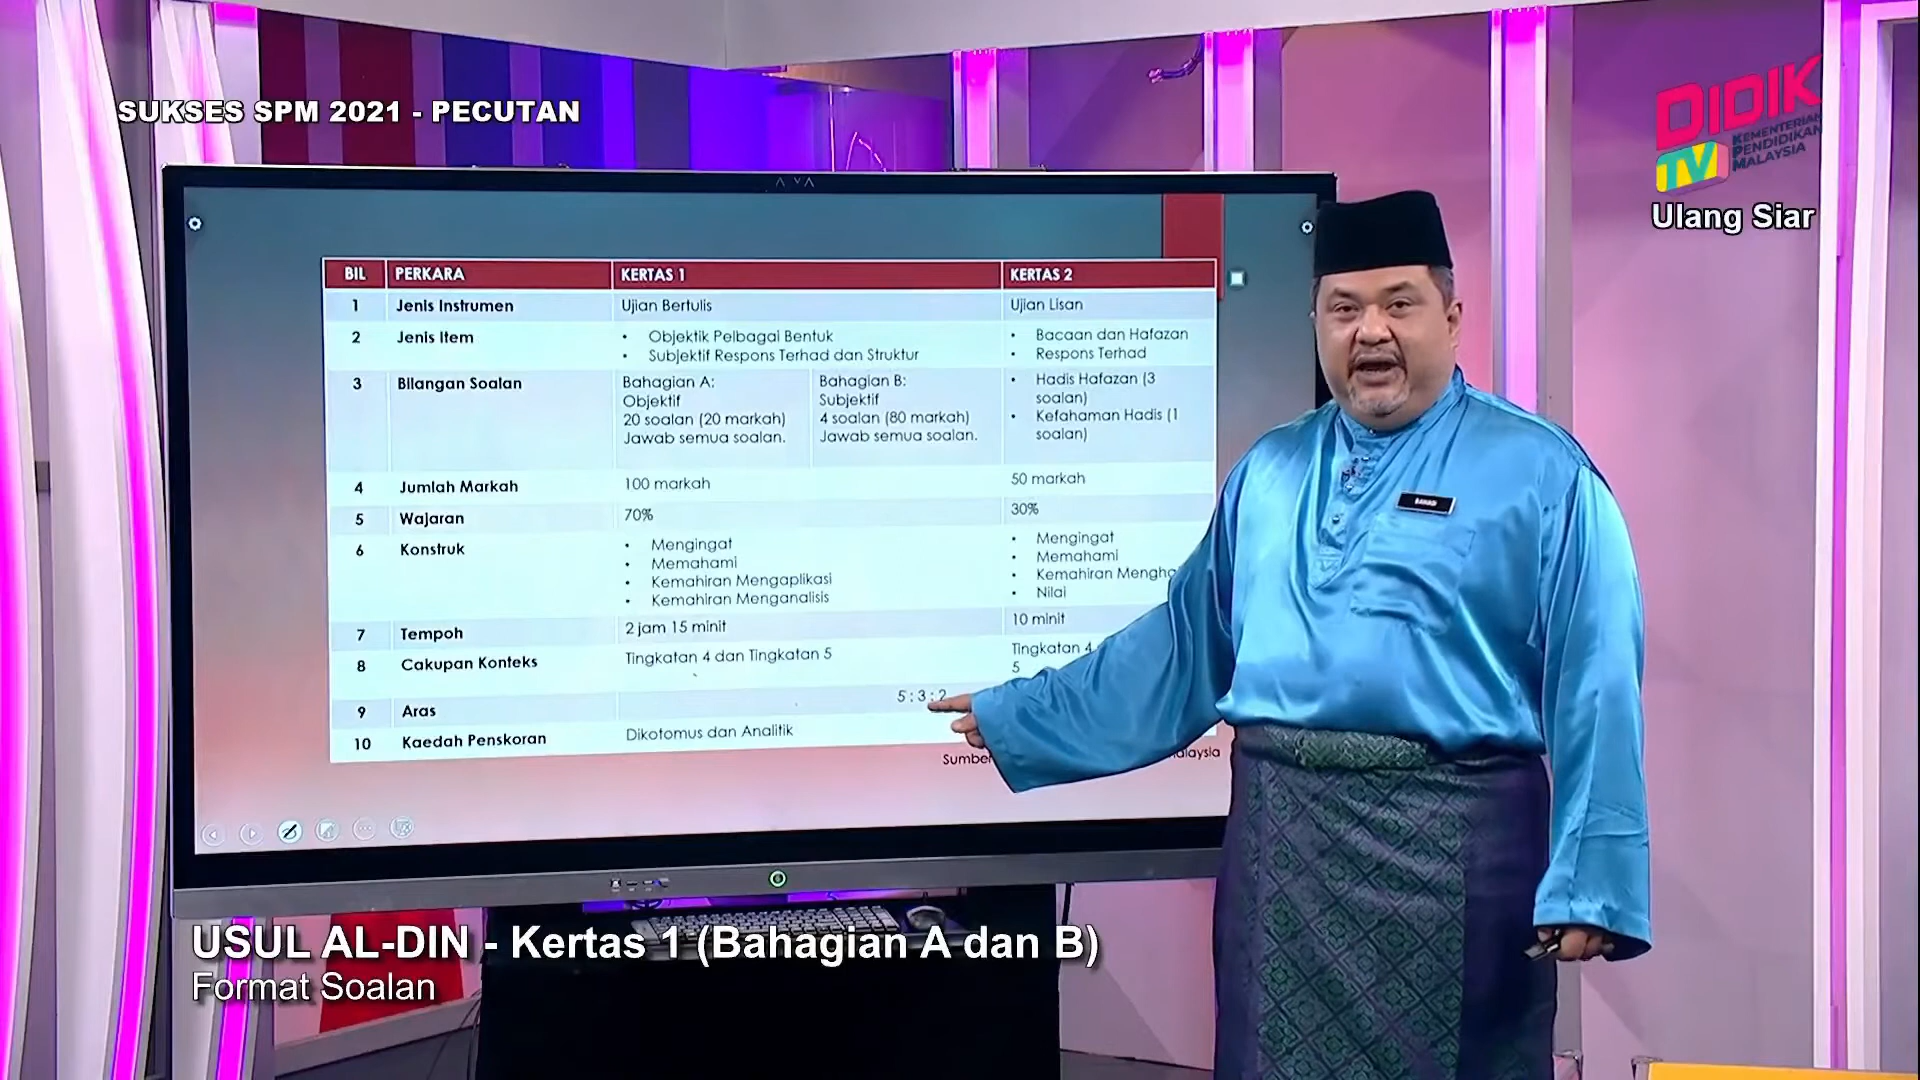 SUKSES SPM 2021 - PECUTAN
DIDIK
TV
KEMENTERIAN
PENDIDIKAN
MALAYSIA
Ulang Siar
BIL PERKARA KERTAS 1 KERTAS 2
1 Jenis Instrumen Ujian Bertulis Ujian Lisan
2 Jenis Item
• Objektik Pelbagai Bentuk
• Subjektif Respons Terhad dan Struktur
• Bacaan dan Hafazan
• Respons Terhad
3 Bilangan Soalan
Bahagian A:
Objektif
20 soalan (20 markah)
Jawab semua soalan.
Bahagian B:
Subjektif
4 soalan (80 markah)
Jawab semua soalan.
• Hadis Hafazan (3
soalan)
• Kefahaman Hadis (1
soalan)
4 Jumlah Markah 100 markah 50 markah
5 Wajaran 70% 30%
6 Konstruk
• Mengingat
• Memahami
• Kemahiran Mengaplikasi
• Kemahiran Menganalisis
• Mengingat
• Memahami
• Kemahiran
• Nilai
7 Tempoh 2 jam 15 minit 10 minit
8 Cakupan Konteks Tingkatan 4 dan Tingkatan 5 Tingkatan 4
5
9 Aras 5 : 3 : 2
10 Kaedah Penskoran Dikotomus dan Analitik
Sumber
USUL AL-DIN - Kertas 1 (Bahagian A dan B)
Format Soalan